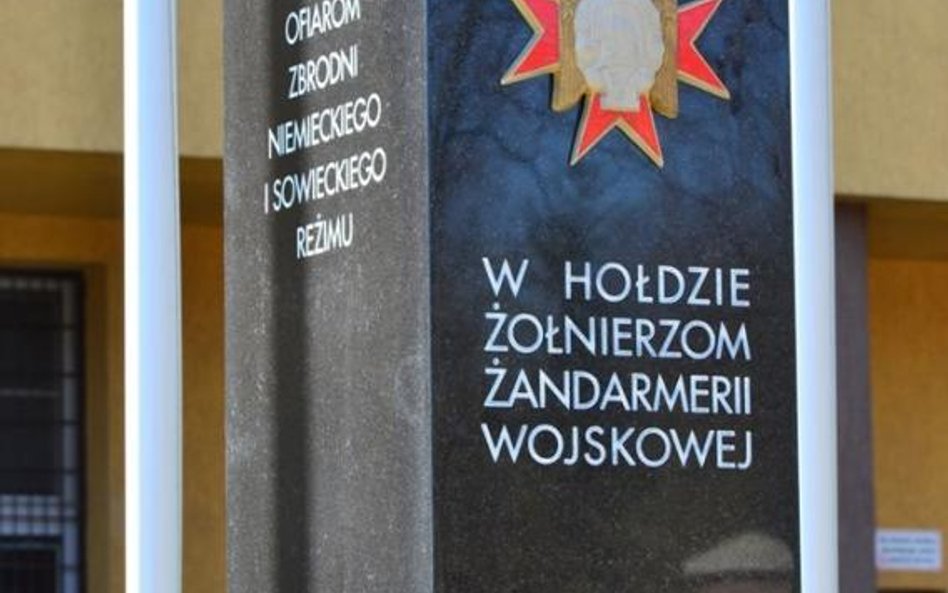 OFIAROM
ZBRODNI
NIEMIECKIEGO
I SOWIECKIEGO
REŻIMU
W HOŁDZIE
ŻOŁNIERZOM
ŻANDARMERII
WOJSKOWEJ